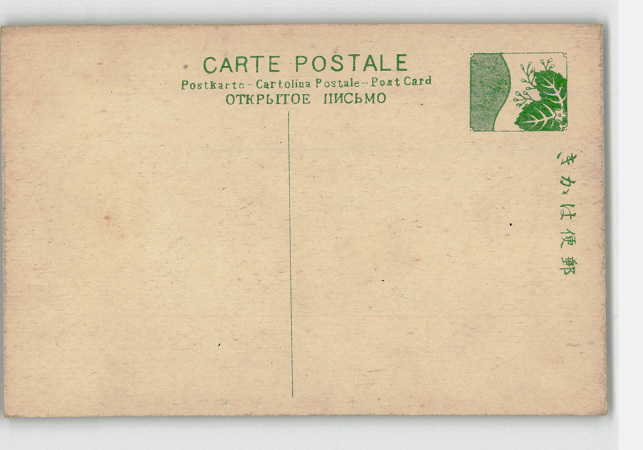 CARTE POSTALE
Postkarte-Cartolina Postale-Post Card
ОТКРЫТОЕ ПИСЬМО
郵便はかき